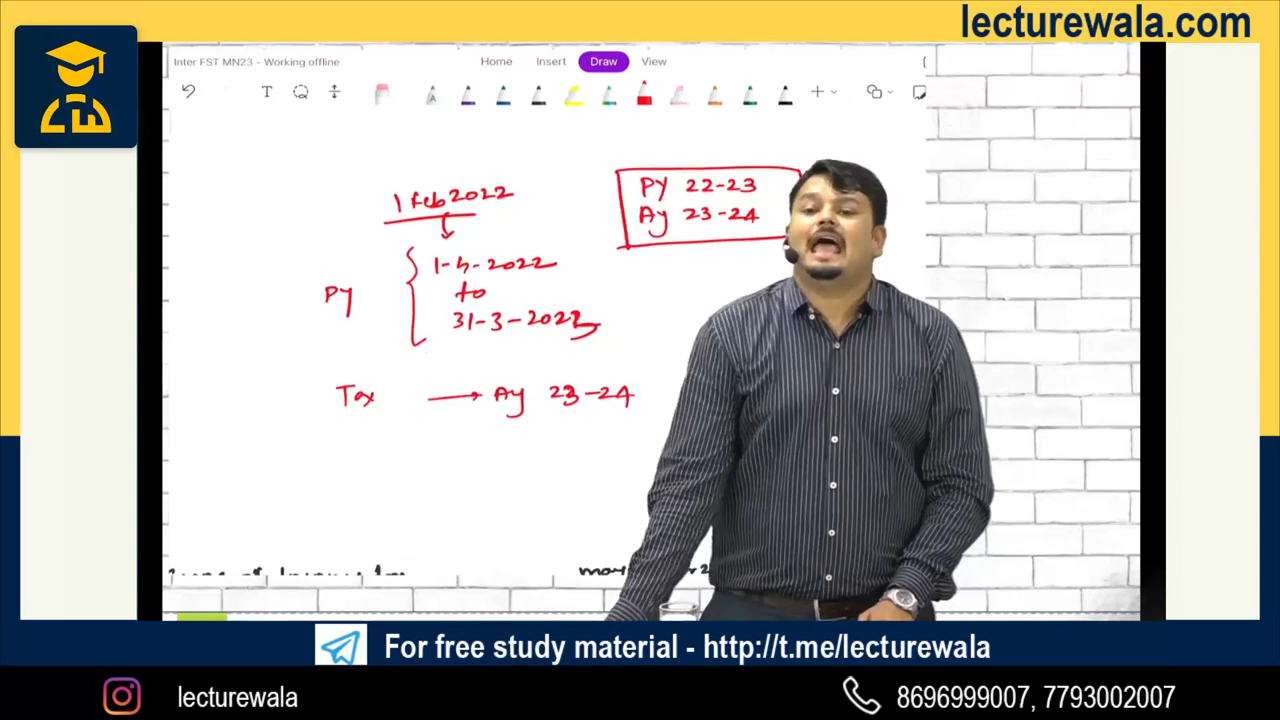 lecturewala.com
Inter FST MN23 - Working offline
Home Insert Draw View
1 Feb 2022
PY 22-23
AY 23-24
PY
1-4-2022
to
31-3-2023
Tax → Ay 23-24
For free study material - http://t.me/lecturewala
lecturewala
8696999007, 7793002007